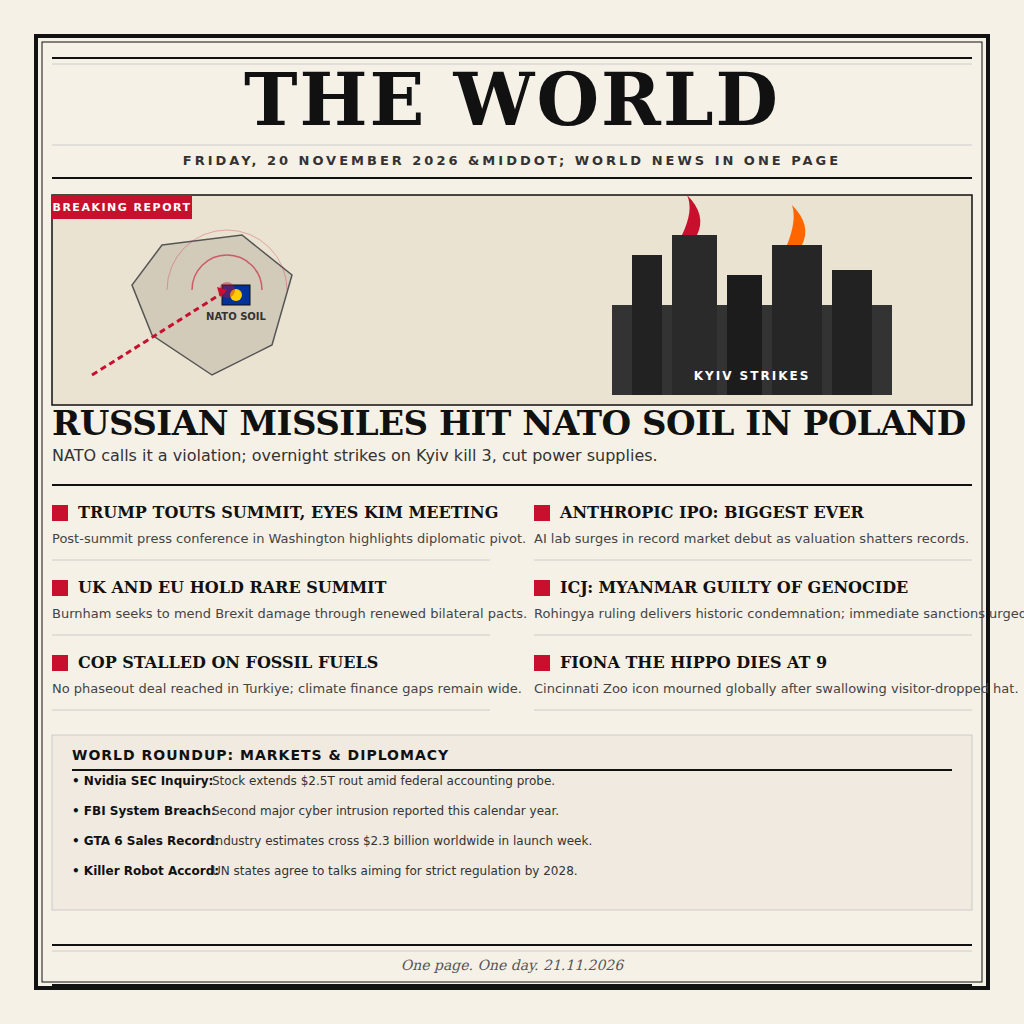 THE WORLD
FRIDAY, 20 NOVEMBER 2026 &MIDDOT; WORLD NEWS IN ONE PAGE
BREAKING REPORT
NATO SOIL
KYIV STRIKES
RUSSIAN MISSILES HIT NATO SOIL IN POLAND
NATO calls it a violation; overnight strikes on Kyiv kill 3, cut power supplies.
TRUMP TOUTS SUMMIT, EYES KIM MEETING
Post-summit press conference in Washington highlights diplomatic pivot.
ANTHROPIC IPO: BIGGEST EVER
AI lab surges in record market debut as valuation shatters records.
UK AND EU HOLD RARE SUMMIT
Burnham seeks to mend Brexit damage through renewed bilateral pacts.
ICJ: MYANMAR GUILTY OF GENOCIDE
Rohingya ruling delivers historic condemnation; immediate sanctions urged
COP STALLED ON FOSSIL FUELS
No phaseout deal reached in Turkiye; climate finance gaps remain wide.
FIONA THE HIPPO DIES AT 9
Cincinnati Zoo icon mourned globally after swallowing visitor-dropped hat.
WORLD ROUNDUP: MARKETS & DIPLOMACY
• Nvidia SEC Inquiry: Stock extends $2.5T rout amid federal accounting probe.
• FBI System Breach: Second major cyber intrusion reported this calendar year.
• GTA 6 Sales Record: Industry estimates cross $2.3 billion worldwide in launch week.
• Killer Robot Accord: UN states agree to talks aiming for strict regulation by 2028.
One page. One day. 21.11.2026